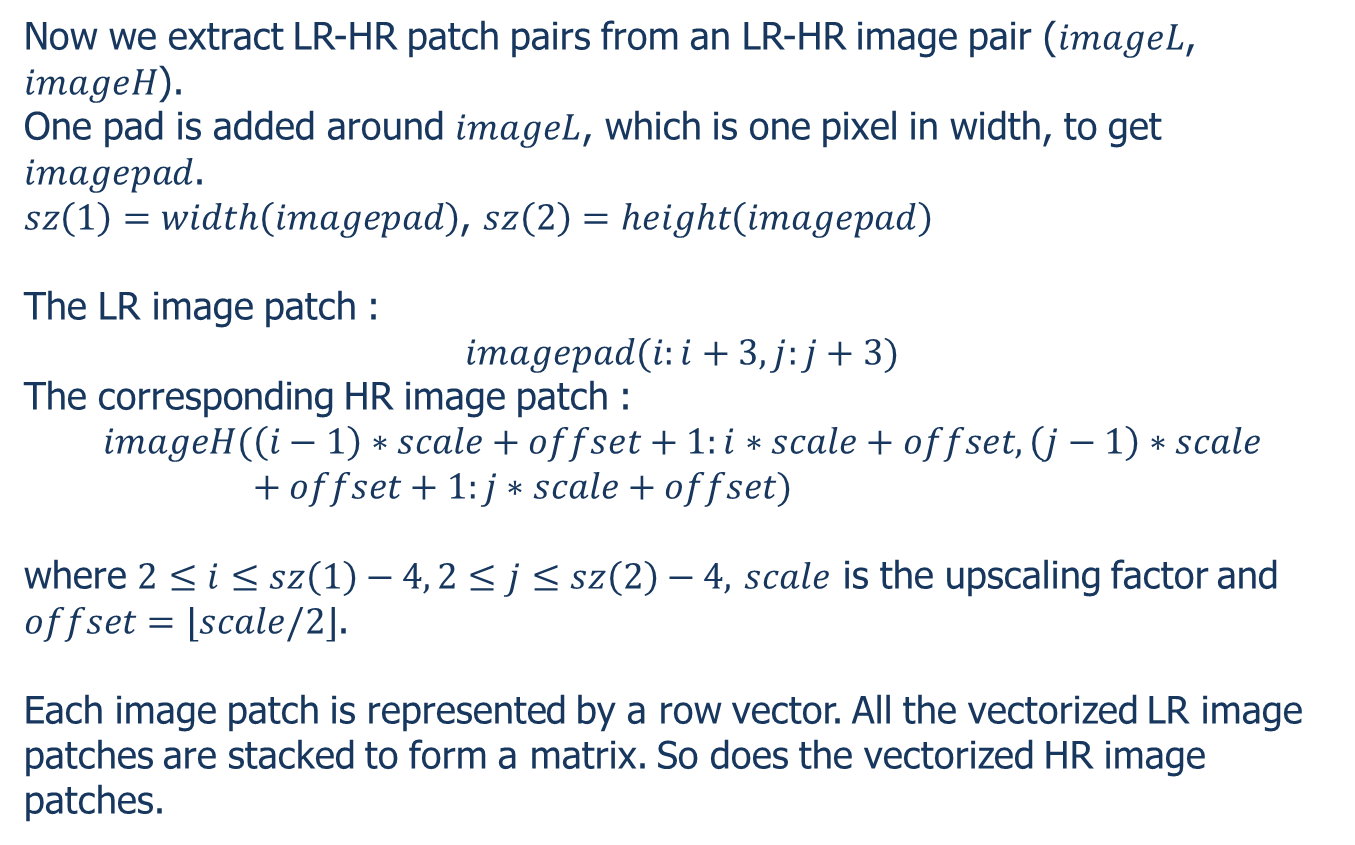 Now we extract LR-HR patch pairs from an LR-HR image pair (imageL,
imageH).
One pad is added around imageL, which is one pixel in width, to get
imagepad.
sz(1) = width(imagepad), sz(2) = height(imagepad)
The LR image patch :
imagepad(i: i + 3, j: j + 3)
The corresponding HR image patch :
imageH((i − 1) ∗ scale + offset + 1: i ∗ scale + offset, (j − 1) ∗ scale
+ offset + 1: j ∗ scale + offset)
where 2 ≤ i ≤ sz(1) − 4, 2 ≤ j ≤ sz(2) − 4, scale is the upscaling factor and
offset = ⌊scale/2⌋.
Each image patch is represented by a row vector. All the vectorized LR image
patches are stacked to form a matrix. So does the vectorized HR image
patches.